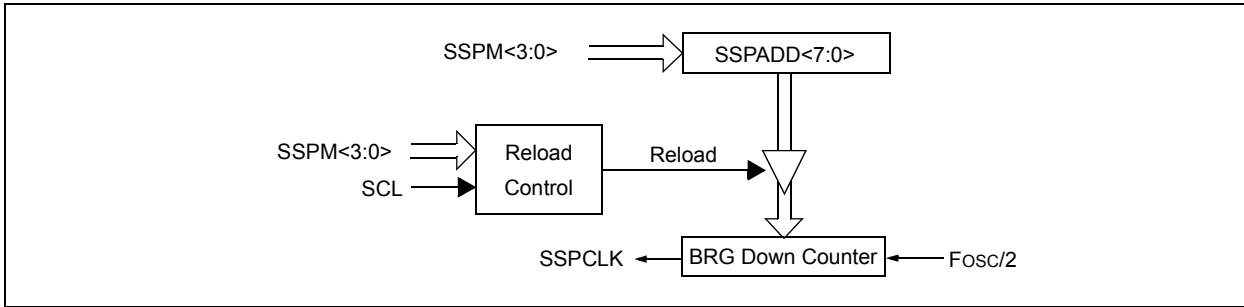 SSPM<3:0>
SSPADD<7:0>
SSPM<3:0>
SCL
Reload
Control
Reload
SSPCLK
BRG Down Counter
FOSC/2